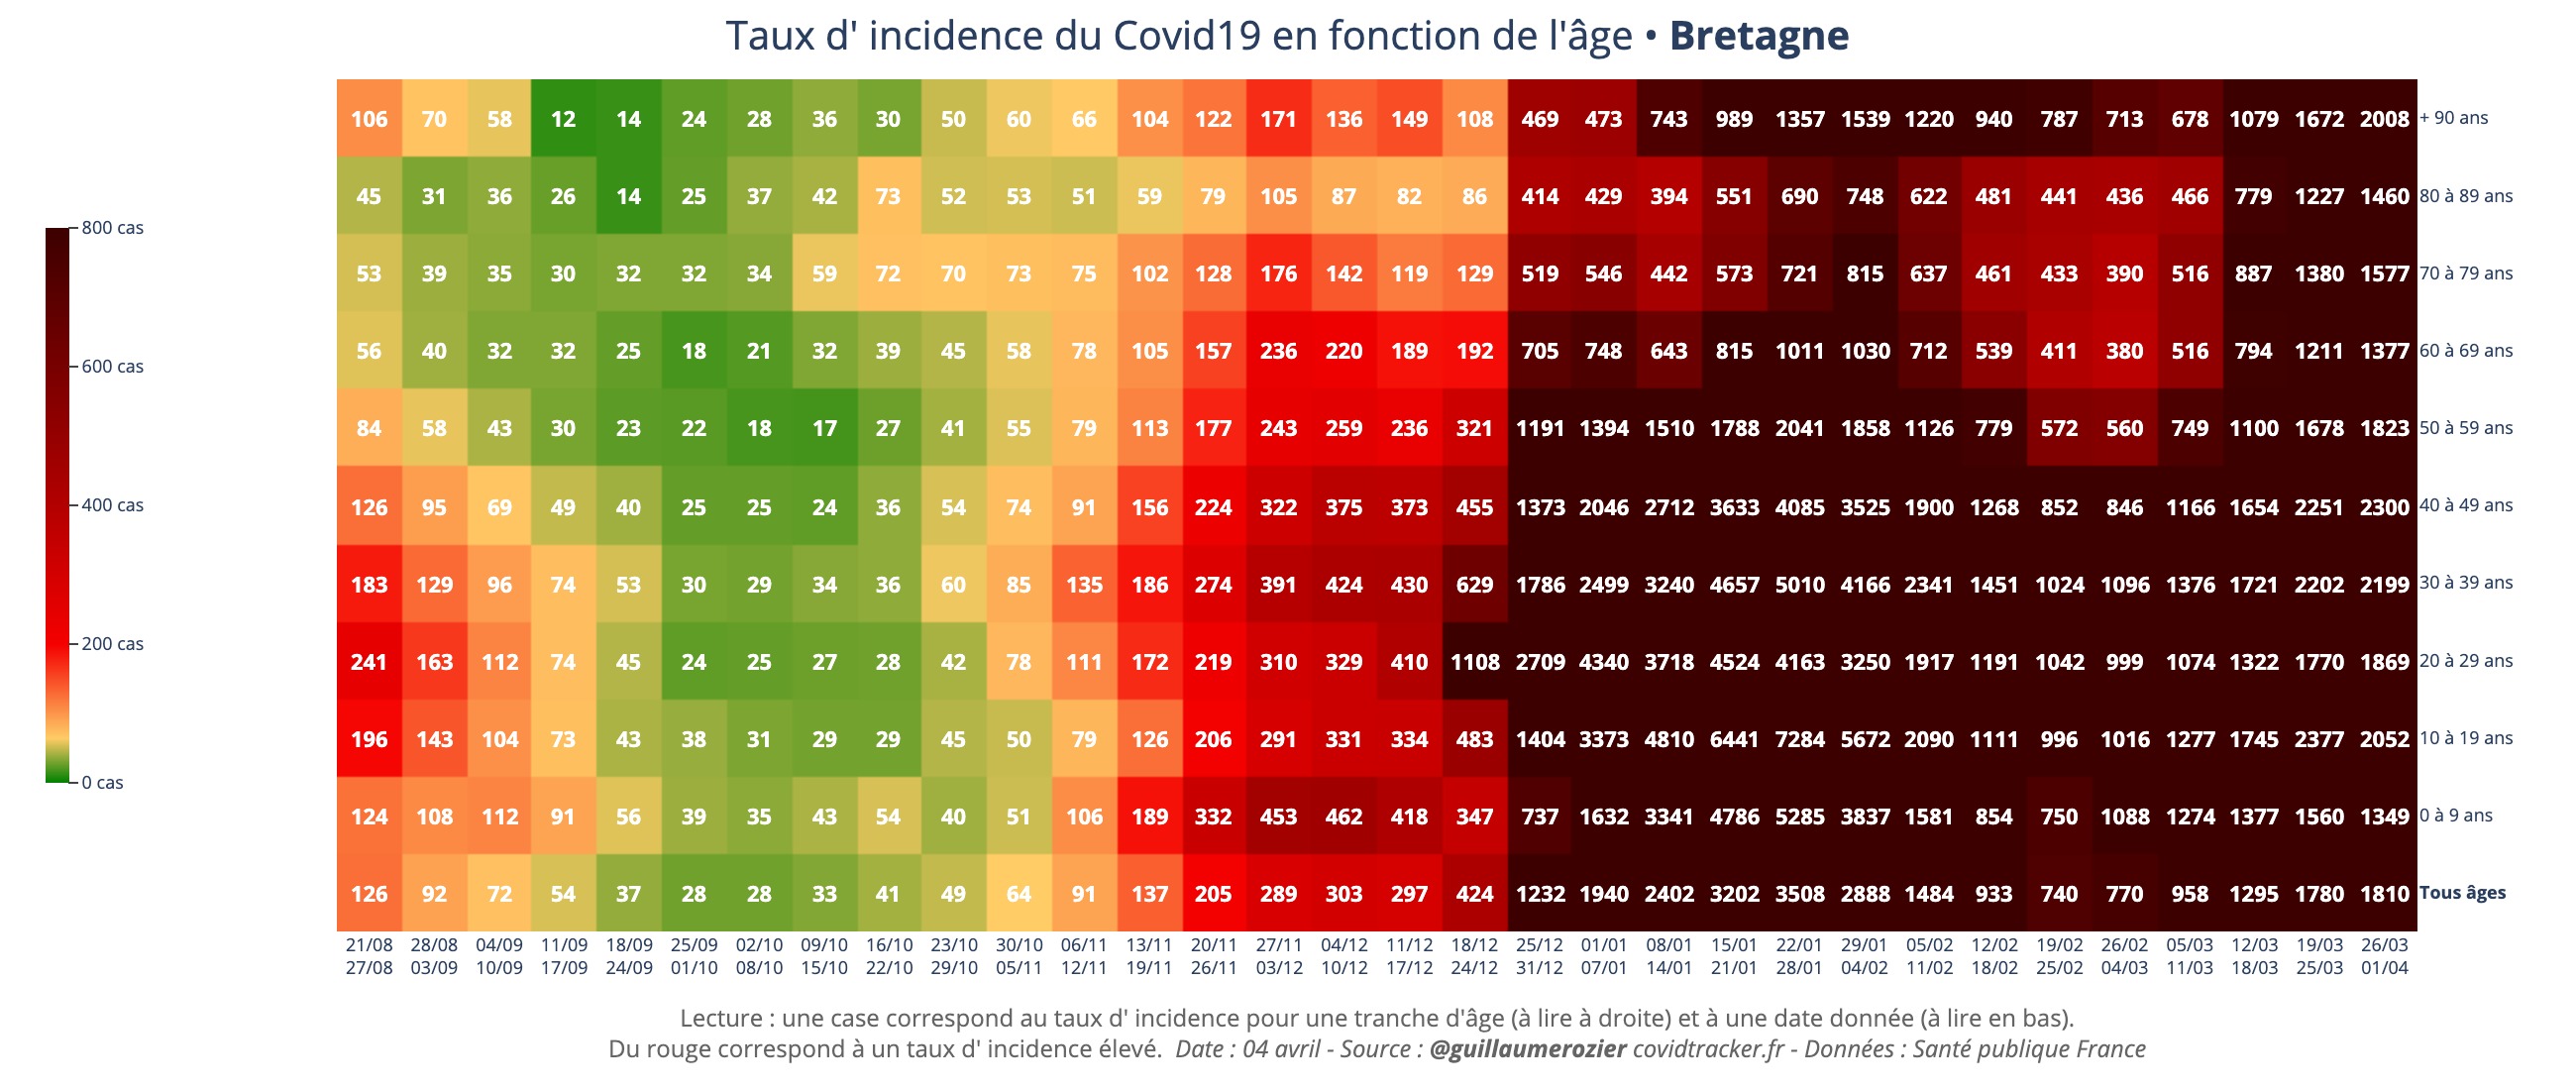 Taux d' incidence du Covid19 en fonction de l'âge • Bretagne
800 cas
600 cas
400 cas
200 cas
0 cas
106 70 58 12 14 24 28 36 30 50 60 66 104 122 171 136 149 108 469 473 743 989 1357 1539 1220 940 787 713 678 1079 1672 2008 + 90 ans
45 31 36 26 14 25 37 42 73 52 53 51 59 79 105 87 82 86 414 429 394 551 690 748 622 481 441 436 466 779 1227 1460 80 à 89 ans
53 39 35 30 32 32 34 59 72 70 73 75 102 128 176 142 119 129 519 546 442 573 721 815 637 461 433 390 516 887 1380 1577 70 à 79 ans
56 40 32 32 25 18 21 32 39 45 58 78 105 157 236 220 189 192 705 748 643 815 1011 1030 712 539 411 380 516 794 1211 1377 60 à 69 ans
84 58 43 30 23 22 18 17 27 41 55 79 113 177 243 259 236 321 1191 1394 1510 1788 2041 1858 1126 779 572 560 749 1100 1678 1823 50 à 59 ans
126 95 69 49 40 25 25 24 36 54 74 91 156 224 322 375 373 455 1373 2046 2712 3633 4085 3525 1900 1268 852 846 1166 1654 2251 2300 40 à 49 ans
183 129 96 74 53 30 29 34 36 60 85 135 186 274 391 424 430 629 1786 2499 3240 4657 5010 4166 2341 1451 1024 1096 1376 1721 2202 2199 30 à 39 ans
241 163 112 74 45 24 25 27 28 42 78 111 172 219 310 329 410 1108 2709 4340 3718 4524 4163 3250 1917 1191 1042 999 1074 1322 1770 1869 20 à 29 ans
196 143 104 73 43 38 31 29 29 45 50 79 126 206 291 331 334 483 1404 3373 4810 6441 7284 5672 2090 1111 996 1016 1277 1745 2377 2052 10 à 19 ans
124 108 112 91 56 39 35 43 54 40 51 106 189 332 453 462 418 347 737 1632 3341 4786 5285 3837 1581 854 750 1088 1274 1377 1560 1349 0 à 9 ans
126 92 72 54 37 28 28 33 41 49 64 91 137 205 289 303 297 424 1232 1940 2402 3202 3508 2888 1484 933 740 770 958 1295 1780 1810 Tous âges
21/08 28/08 04/09 11/09 18/09 25/09 02/10 09/10 16/10 23/10 30/10 06/11 13/11 20/11 27/11 04/12 11/12 18/12 25/12 01/01 08/01 15/01 22/01 29/01 05/02 12/02 19/02 26/02 05/03 12/03 19/03 26/03
27/08 03/09 10/09 17/09 24/09 01/10 08/10 15/10 22/10 29/10 05/11 12/11 19/11 26/11 03/12 10/12 17/12 24/12 31/12 07/01 14/01 21/01 28/01 04/02 11/02 18/02 25/02 04/03 11/03 18/03 25/03 01/04
Lecture : une case correspond au taux d' incidence pour une tranche d'âge (à lire à droite) et à une date donnée (à lire en bas).
Du rouge correspond à un taux d' incidence élevé. Date : 04 avril - Source : @guillaumerozier covidtracker.fr - Données : Santé publique France